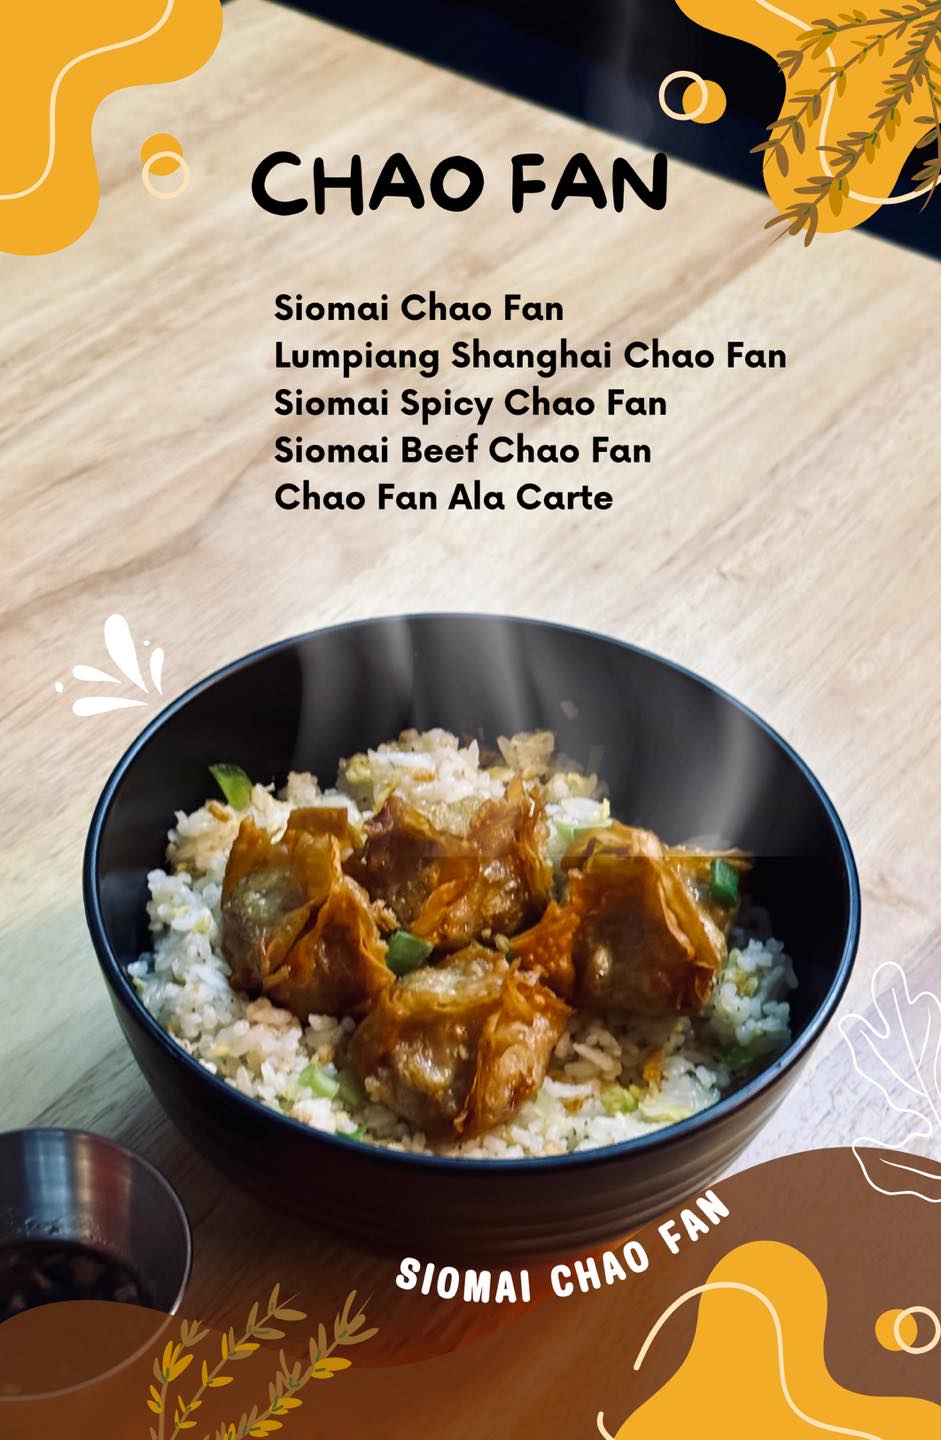 CHAO FAN
Siomai Chao Fan
Lumpiang Shanghai Chao Fan
Siomai Spicy Chao Fan
Siomai Beef Chao Fan
Chao Fan Ala Carte
SIOMAI CHAO FAN